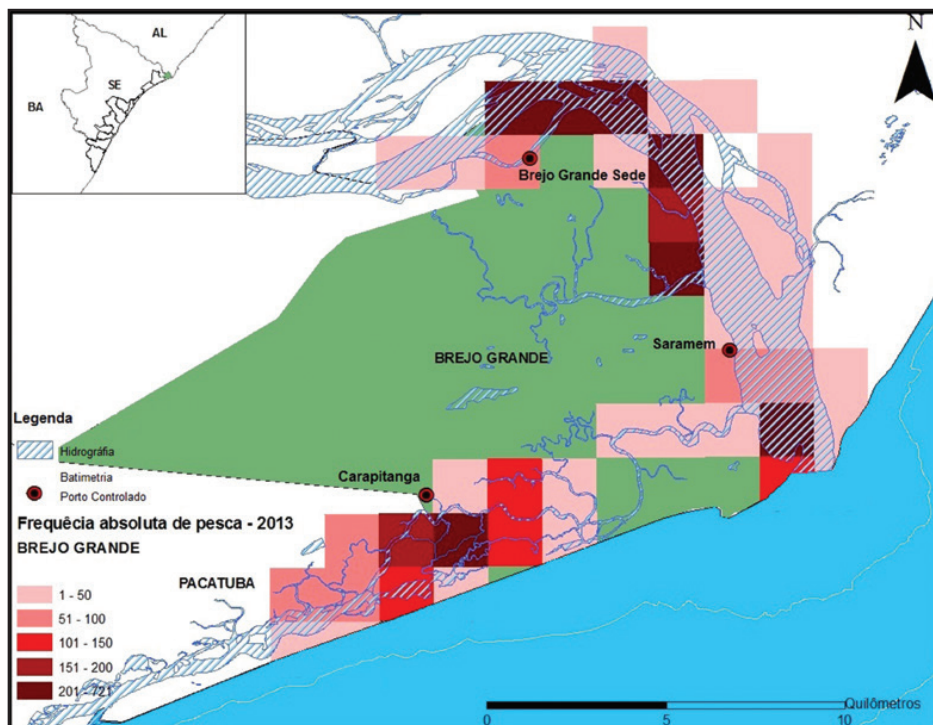 AL
SE
BA
N
Brejo Grande Sede
BREJO GRANDE
Saramem
Carapitanga
PACATUBA
Legenda
Hidrográfia
Batimetria
Porto Controlado
Frequêcia absoluta de pesca - 2013
BREJO GRANDE
1 - 50
51 - 100
101 - 150
151 - 200
201 - 721
Quilômetros
0 5 10